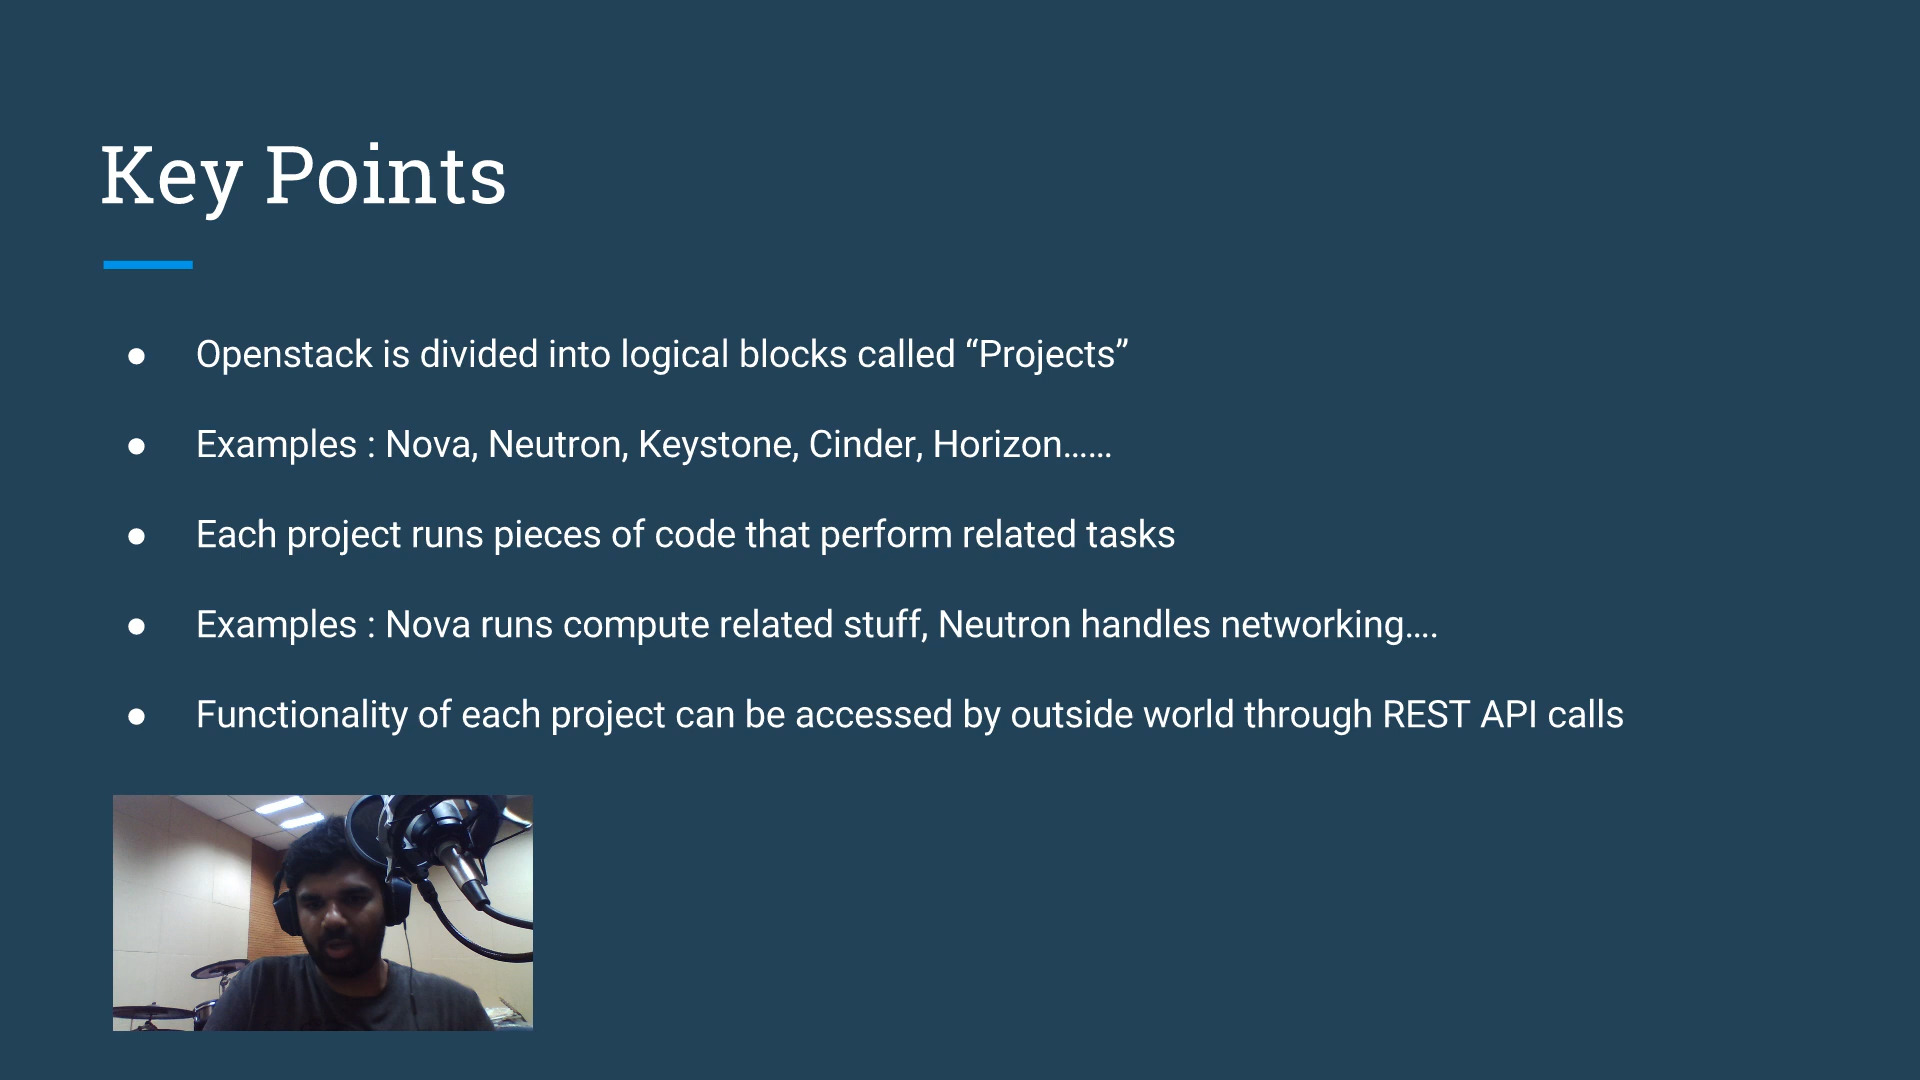 Key Points
● Openstack is divided into logical blocks called “Projects”
● Examples : Nova, Neutron, Keystone, Cinder, Horizon......
● Each project runs pieces of code that perform related tasks
● Examples : Nova runs compute related stuff, Neutron handles networking....
● Functionality of each project can be accessed by outside world through REST API calls